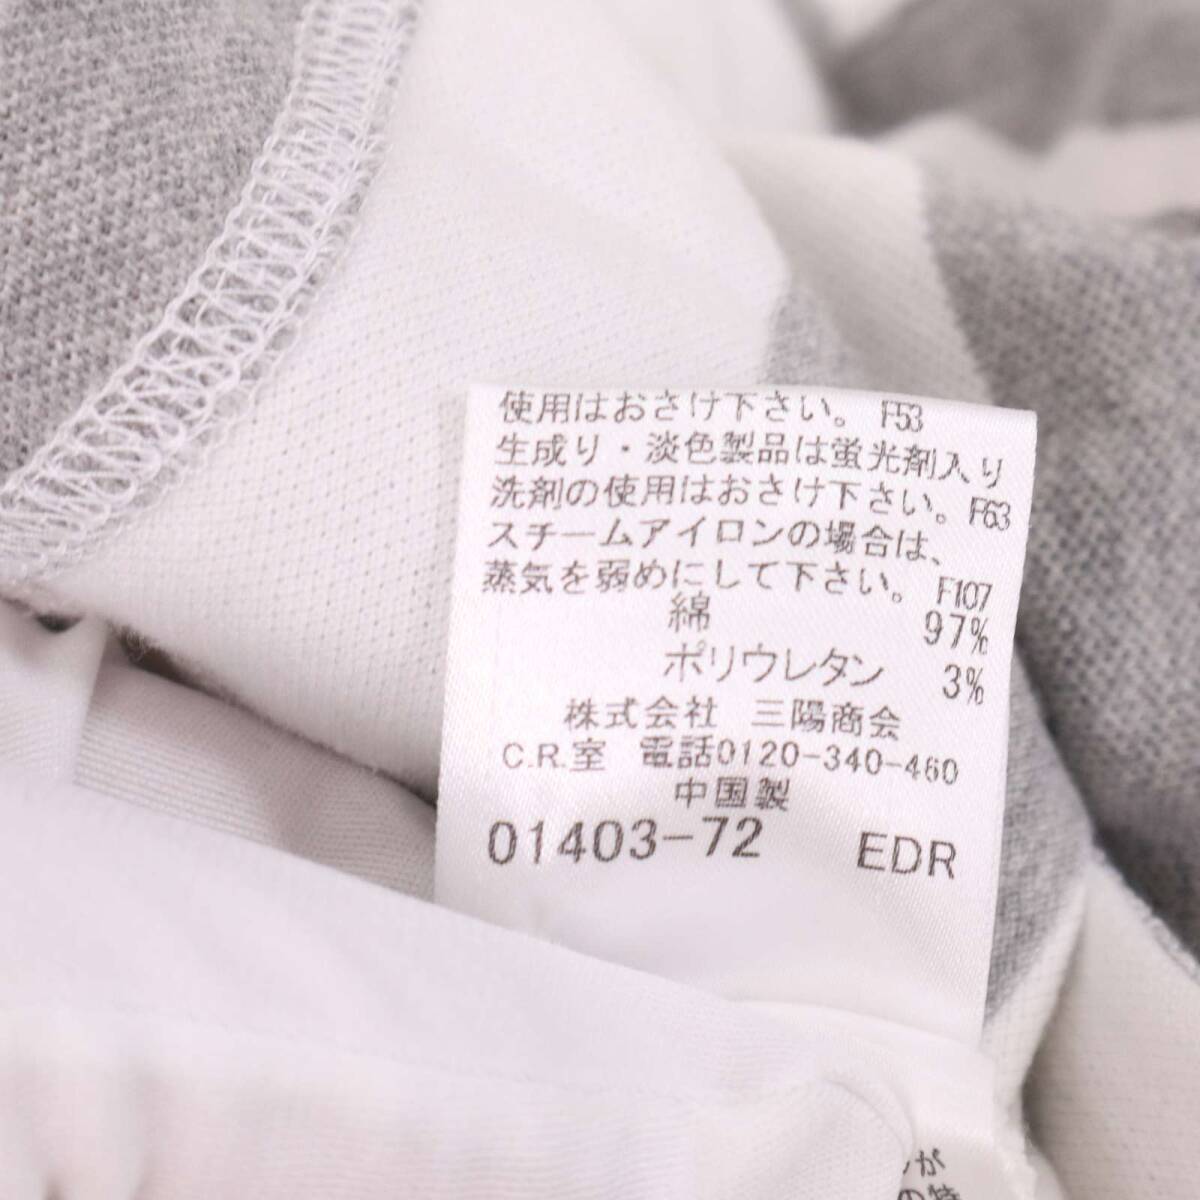 使用はおさけ下さい。 F53
生成り・淡色製品は蛍光剤入り
洗剤の使用はおさけ下さい。 F63
スチームアイロンの場合は、
蒸気を弱めにして下さい。 F107
綿 97%
ポリウレタン 3%
株式会社 三陽商会
C.R.室 電話0120-340-460
中国製
01403-72 EDR
が
の特